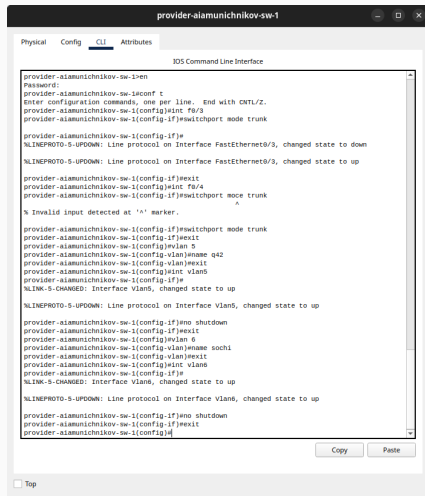 provider-aiamunichnikov-sw-1
Physical Config CLI Attributes
IOS Command Line Interface
provider-aiamunichnikov-sw-1>en
Password:
provider-aiamunichnikov-sw-1#conf t
Enter configuration commands, one per line. End with CNTL/Z.
provider-aiamunichnikov-sw-1(config)#int f0/3
provider-aiamunichnikov-sw-1(config-if)#switchport mode trunk
provider-aiamunichnikov-sw-1(config-if)#
%LINEPROTO-5-UPDOWN: Line protocol on Interface FastEthernet0/3, changed state to down
%LINEPROTO-5-UPDOWN: Line protocol on Interface FastEthernet0/3, changed state to up
provider-aiamunichnikov-sw-1(config-if)#exit
provider-aiamunichnikov-sw-1(config)#int f0/4
provider-aiamunichnikov-sw-1(config-if)#switchport moce trunk
^
% Invalid input detected at '^' marker.
provider-aiamunichnikov-sw-1(config-if)#switchport mode trunk
provider-aiamunichnikov-sw-1(config-if)#exit
provider-aiamunichnikov-sw-1(config)#vlan 5
provider-aiamunichnikov-sw-1(config-vlan)#name q42
provider-aiamunichnikov-sw-1(config-vlan)#exit
provider-aiamunichnikov-sw-1(config)#int vlan5
provider-aiamunichnikov-sw-1(config-if)#
%LINK-5-CHANGED: Interface Vlan5, changed state to up
%LINEPROTO-5-UPDOWN: Line protocol on Interface Vlan5, changed state to up
provider-aiamunichnikov-sw-1(config-if)#no shutdown
provider-aiamunichnikov-sw-1(config-if)#exit
provider-aiamunichnikov-sw-1(config)#vlan 6
provider-aiamunichnikov-sw-1(config-vlan)#name sochi
provider-aiamunichnikov-sw-1(config-vlan)#exit
provider-aiamunichnikov-sw-1(config)#int vlan6
provider-aiamunichnikov-sw-1(config-if)#
%LINK-5-CHANGED: Interface Vlan6, changed state to up
%LINEPROTO-5-UPDOWN: Line protocol on Interface Vlan6, changed state to up
provider-aiamunichnikov-sw-1(config-if)#no shutdown
provider-aiamunichnikov-sw-1(config-if)#exit
provider-aiamunichnikov-sw-1(config)#
Copy Paste
Top